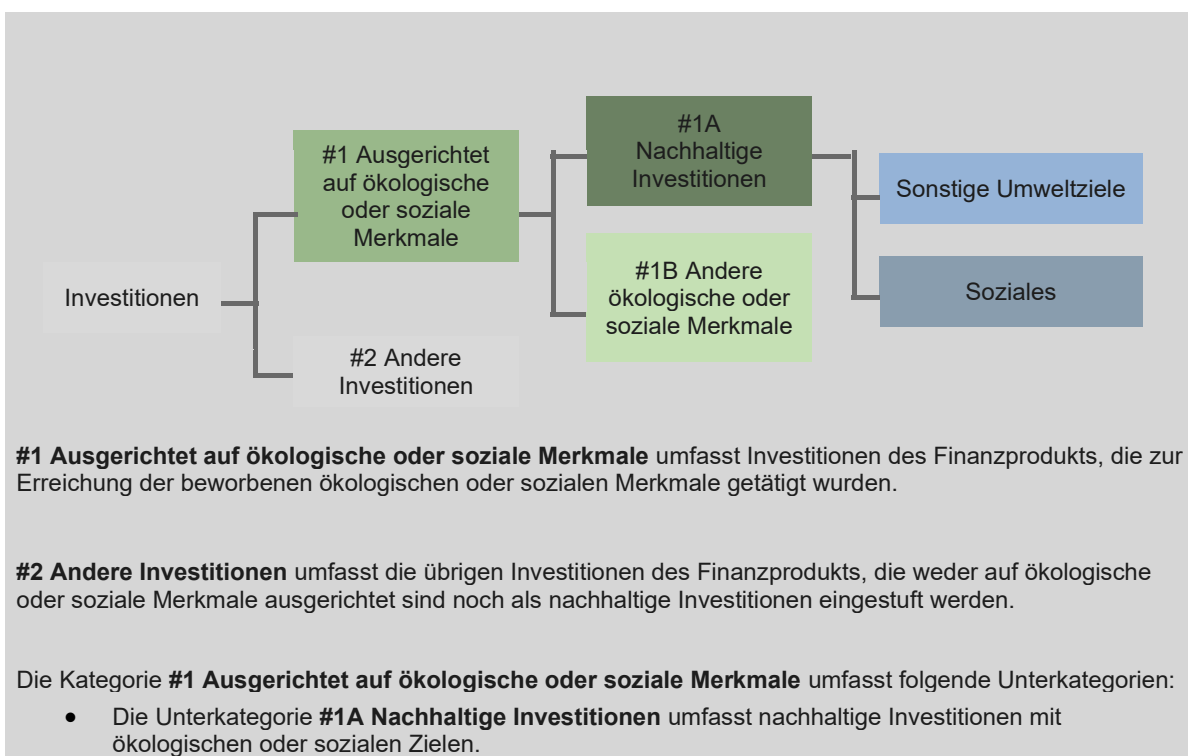 #1A
Nachhaltige
Investitionen
#1 Ausgerichtet
auf ökologische
oder soziale
Merkmale
Sonstige Umweltziele
#1B Andere
ökologische oder
soziale Merkmale
Soziales
Investitionen
#2 Andere
Investitionen
#1 Ausgerichtet auf ökologische oder soziale Merkmale umfasst Investitionen des Finanzprodukts, die zur
Erreichung der beworbenen ökologischen oder sozialen Merkmale getätigt wurden.
#2 Andere Investitionen umfasst die übrigen Investitionen des Finanzprodukts, die weder auf ökologische
oder soziale Merkmale ausgerichtet sind noch als nachhaltige Investitionen eingestuft werden.
Die Kategorie #1 Ausgerichtet auf ökologische oder soziale Merkmale umfasst folgende Unterkategorien:
• Die Unterkategorie #1A Nachhaltige Investitionen umfasst nachhaltige Investitionen mit
ökologischen oder sozialen Zielen.